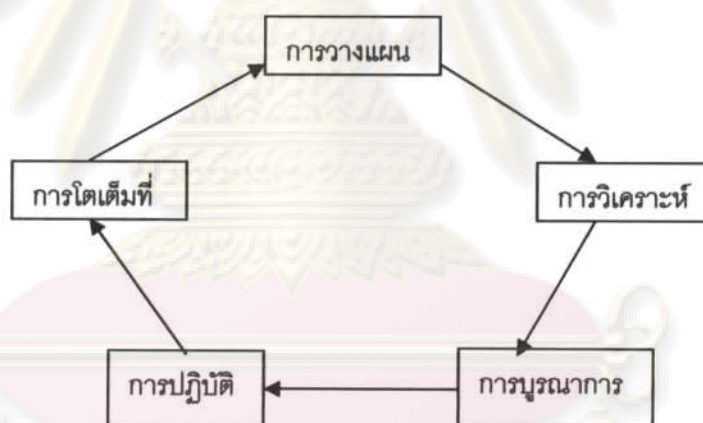 การวางแผน
การวิเคราะห์
การบูรณาการ
การปฏิบัติ
การโตเต็มที่